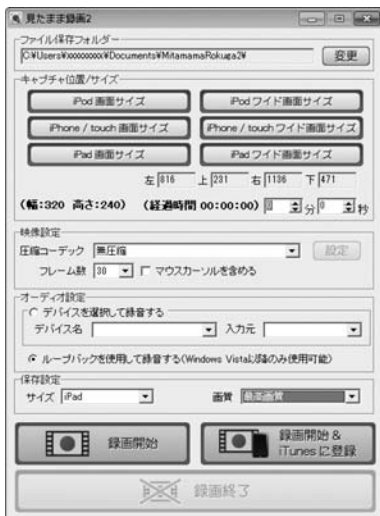 見たまま録画2
ファイル保存フォルダー
C:¥Users¥xxxxxxxxx¥Documents¥MitamamaRokuga2¥ 変更
キャプチャ位置/サイズ
iPod 画面サイズ iPod ワイド画面サイズ
iPhone / touch 画面サイズ iPhone / touch ワイド画面サイズ
iPad 画面サイズ iPad ワイド画面サイズ
左 816 上 231 右 1136 下 471
(幅:320 高さ:240) (経過時間 00:00:00) 0 分 0 秒
映像設定
圧縮コーデック 無圧縮 設定
フレーム数 30 マウスカーソルを含める
オーディオ設定
デバイスを選択して録音する
デバイス名 入力元
ループバックを使用して録音する(Windows Vista以降のみ使用可能)
保存設定
サイズ iPad 画質 最高画質
録画開始 録画開始 &
iTunes に登録
録画終了